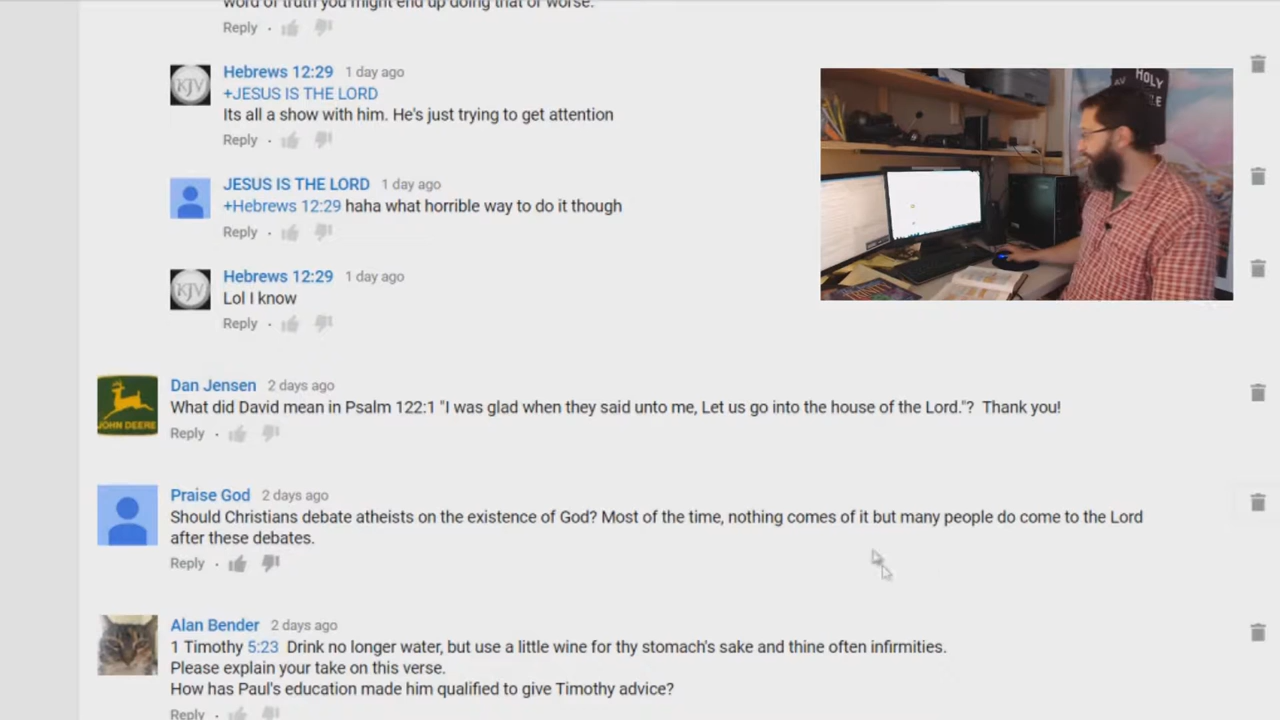 word of truth you might end up doing that or worse.
Reply
KJV
Hebrews 12:29 1 day ago
+JESUS IS THE LORD
Its all a show with him. He's just trying to get attention
Reply
HOLY
JESUS IS THE LORD 1 day ago
+Hebrews 12:29 haha what horrible way to do it though
Reply
KJV
Hebrews 12:29 1 day ago
Lol I know
Reply
JOHN DEERE
Dan Jensen 2 days ago
What did David mean in Psalm 122:1 "I was glad when they said unto me, Let us go into the house of the Lord."? Thank you!
Reply
Praise God 2 days ago
Should Christians debate atheists on the existence of God? Most of the time, nothing comes of it but many people do come to the Lord
after these debates.
Reply
Alan Bender 2 days ago
1 Timothy 5:23 Drink no longer water, but use a little wine for thy stomach's sake and thine often infirmities.
Please explain your take on this verse.
How has Paul's education made him qualified to give Timothy advice?
Reply